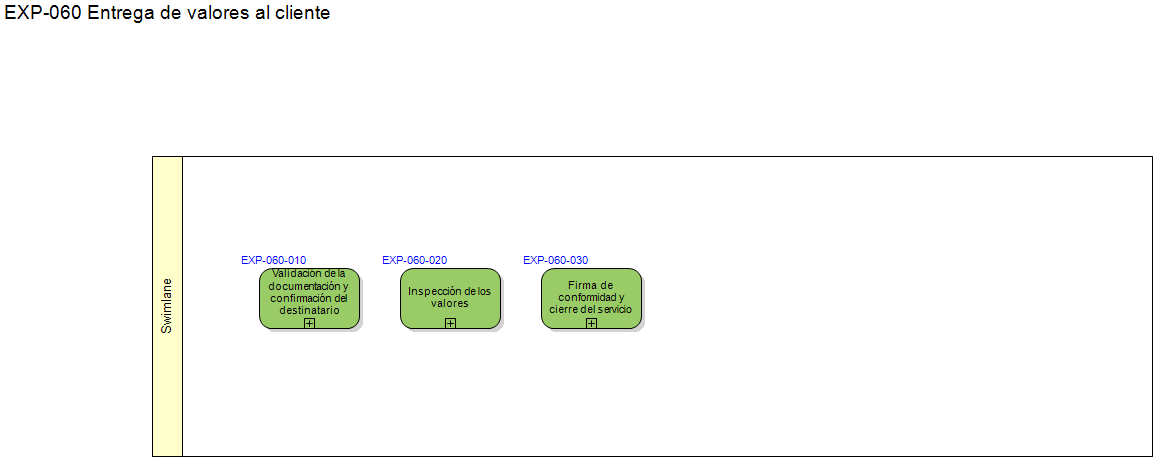 EXP-060 Entrega de valores al cliente
EXP-060-010
Validación de la
documentación y
confirmación del
destinatario
EXP-060-020
Inspección de los
valores
EXP-060-030
Firma de
conformidad y
cierre del servicio
Swimlane